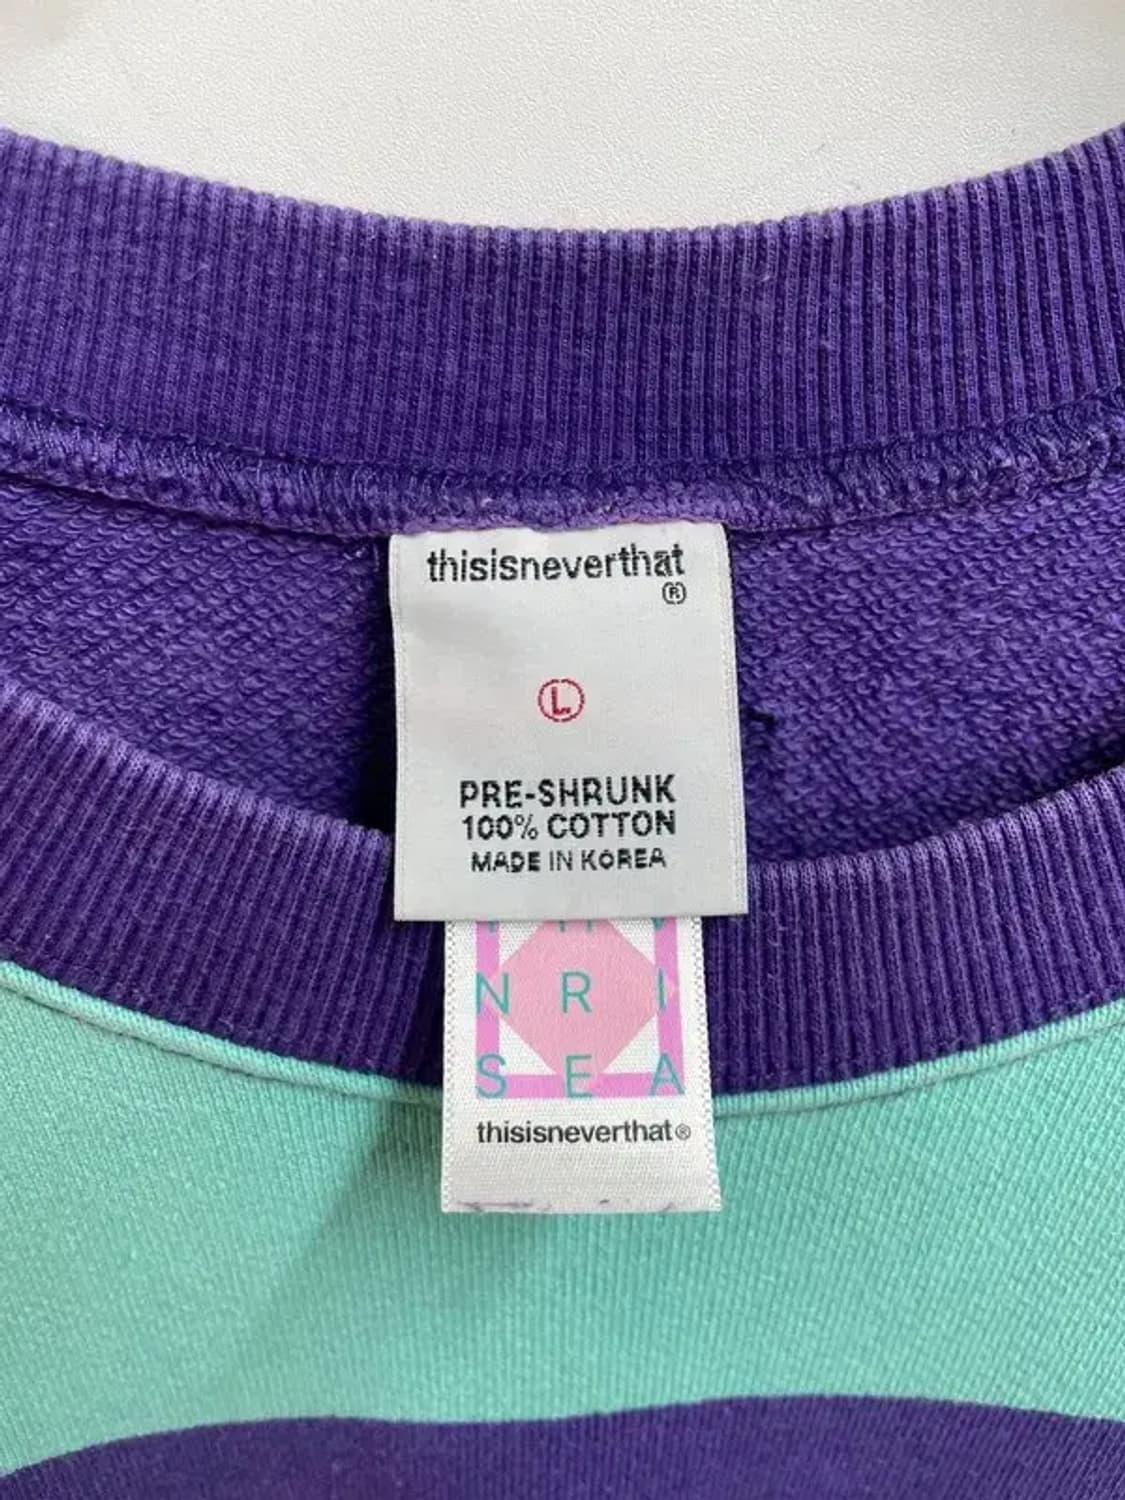 thisisneverthat
®
L
PRE-SHRUNK
100% COTTON
MADE IN KOREA
N R I
S E A
thisisneverthat®